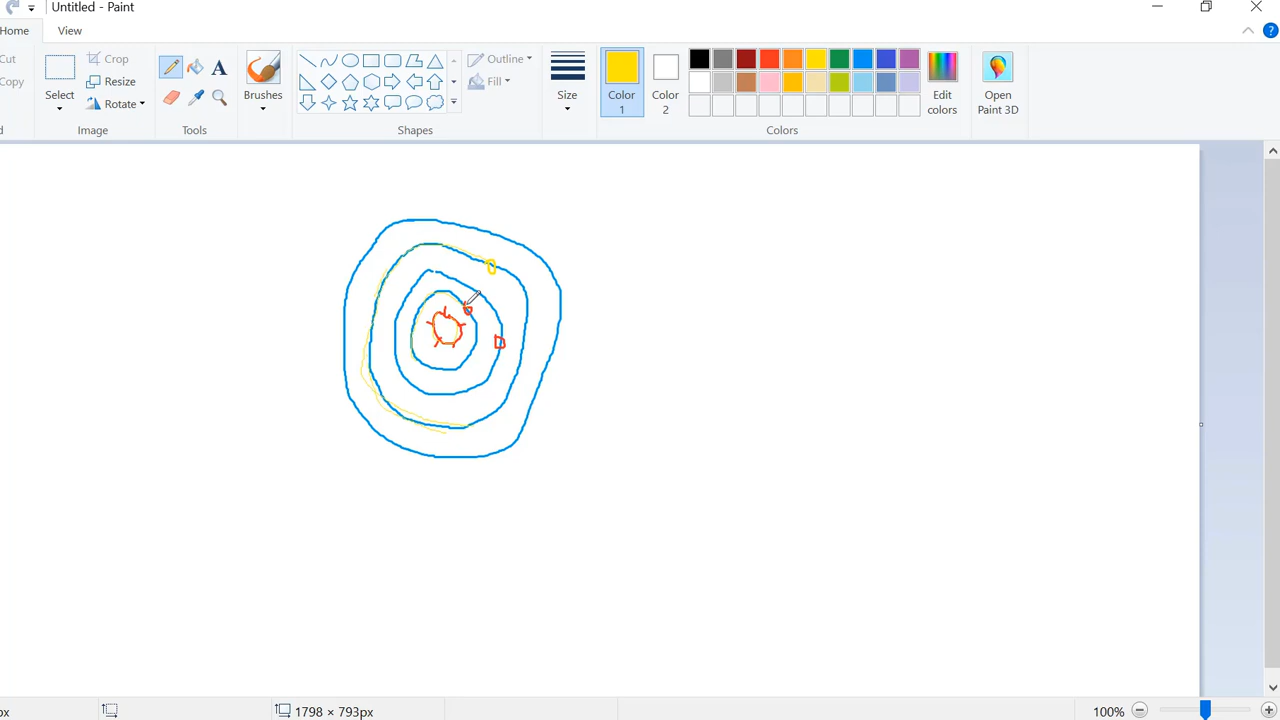 Untitled - Paint
Home View
Cut
Copy
Select
Crop
Resize
Rotate
Image
A
Tools
Brushes
Outline
Fill
Shapes
Size
Color 1
Color 2
Edit colors
Open Paint 3D
Colors
px
1798 × 793px
100%